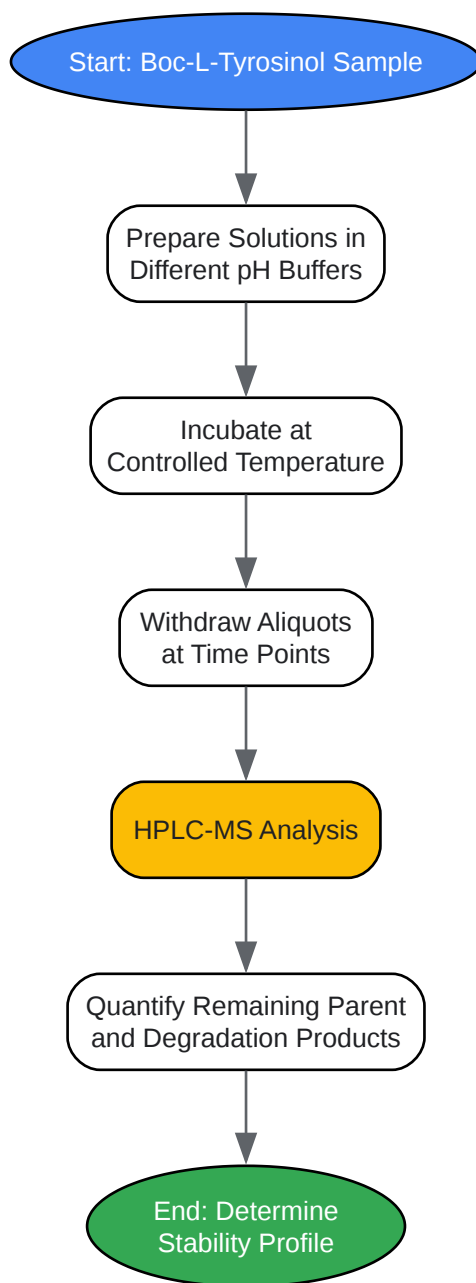 Start: Boc-L-Tyrosinol Sample
Prepare Solutions in
Different pH Buffers
Incubate at
Controlled Temperature
Withdraw Aliquots
at Time Points
HPLC-MS Analysis
Quantify Remaining Parent
and Degradation Products
End: Determine
Stability Profile